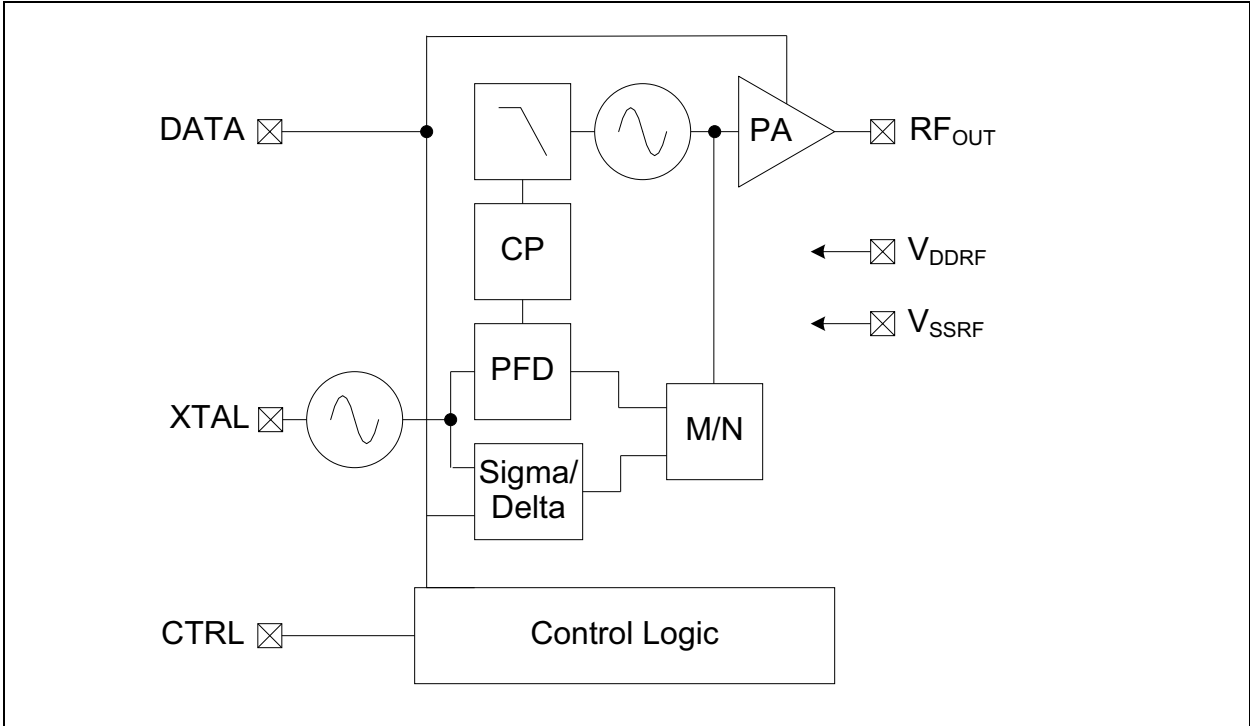 DATA
PA
RFOUT
CP
VDDRF
VSSRF
PFD
XTAL
M/N
Sigma/
Delta
CTRL
Control Logic